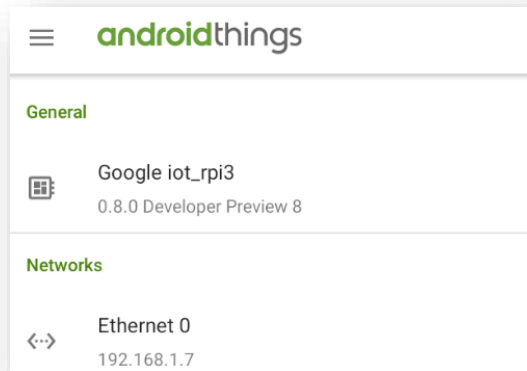 androidthings
General
Google iot_rpi3
0.8.0 Developer Preview 8
Networks
Ethernet 0
192.168.1.7